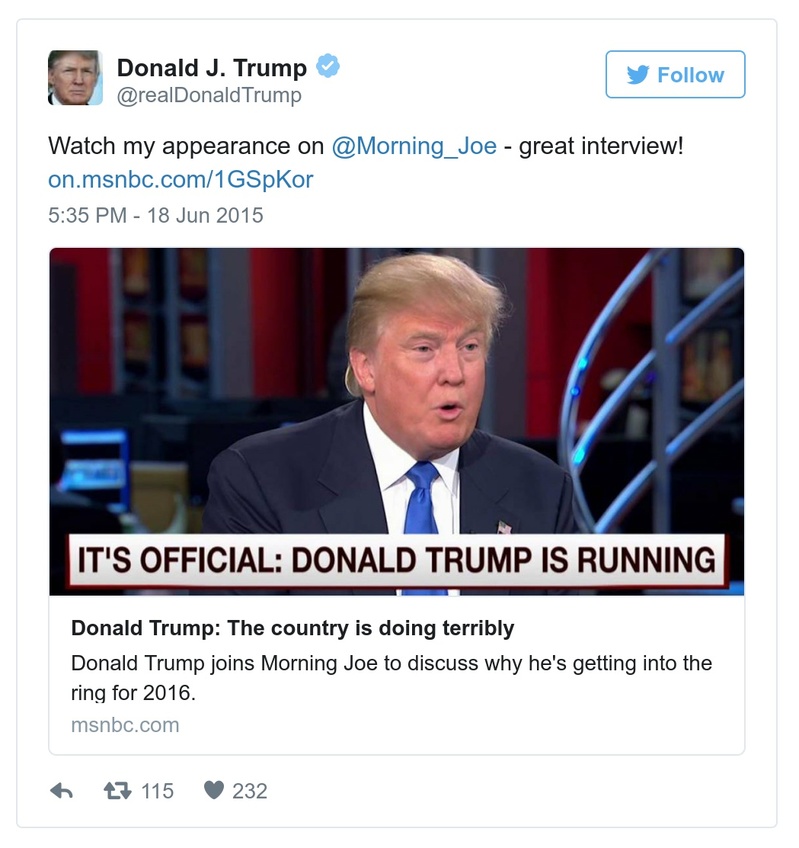 Donald J. Trump
@realDonaldTrump
Follow
Watch my appearance on @Morning_Joe - great interview!
on.msnbc.com/1GSpKor
5:35 PM - 18 Jun 2015
IT'S OFFICIAL: DONALD TRUMP IS RUNNING
Donald Trump: The country is doing terribly
Donald Trump joins Morning Joe to discuss why he's getting into the
ring for 2016.
msnbc.com
115
232